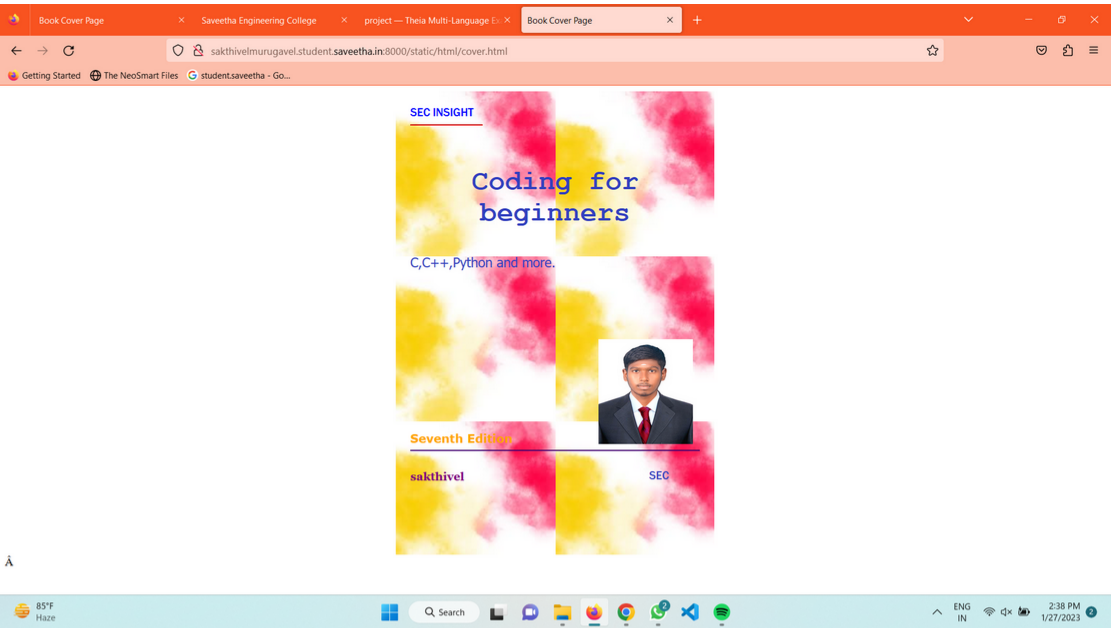 Book Cover Page
Saveetha Engineering College
project — Theia Multi-Language Ex
Book Cover Page
sakthivelmurugavel.student.saveetha.in:8000/static/html/cover.html
Getting Started
The NeoSmart Files
student.saveetha - Go...
SEC INSIGHT
Coding for
beginners
C,C++,Python and more.
Seventh Edition
sakthivel
SEC
Â
85°F
Haze
Search
2
ENG
IN
2:38 PM
1/27/2023
2